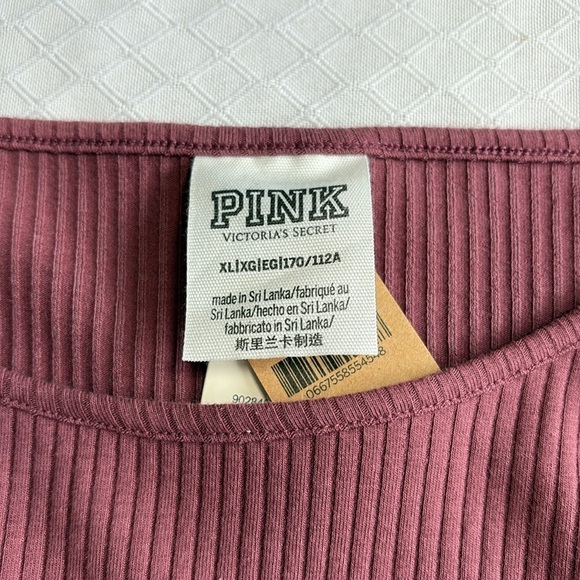 PINK
VICTORIA'S SECRET
XL|XG|EG|170/112A
made in Sri Lanka/fabriqué au
Sri Lanka/hecho en Sri Lanka/
fabbricato in Sri Lanka/
斯里兰卡制造